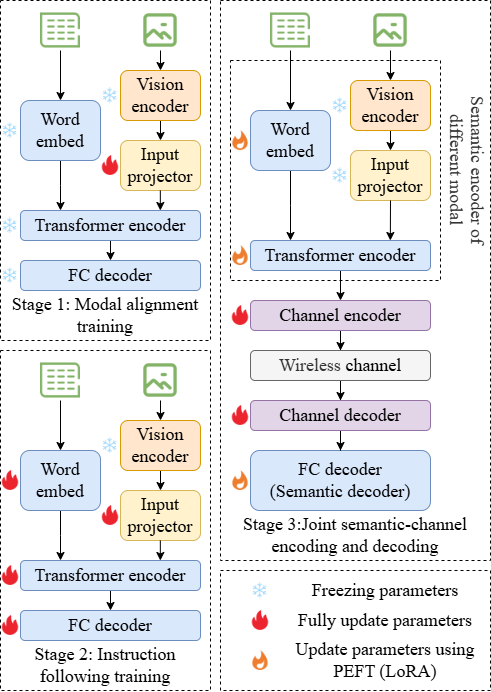 Vision
encoder
Word
embed
Input
projector
Transformer encoder
FC decoder
Stage 1: Modal alignment
training
Vision
encoder
Word
embed
Input
projector
Transformer encoder
FC decoder
Stage 2: Instruction
following training
Semantic encoder of
different modal
Vision
encoder
Word
embed
Input
projector
Transformer encoder
Channel encoder
Wireless channel
Channel decoder
FC decoder
(Semantic decoder)
Stage 3:Joint semantic-channel
encoding and decoding
Freezing parameters
Fully update parameters
Update parameters using
PEFT (LoRA)